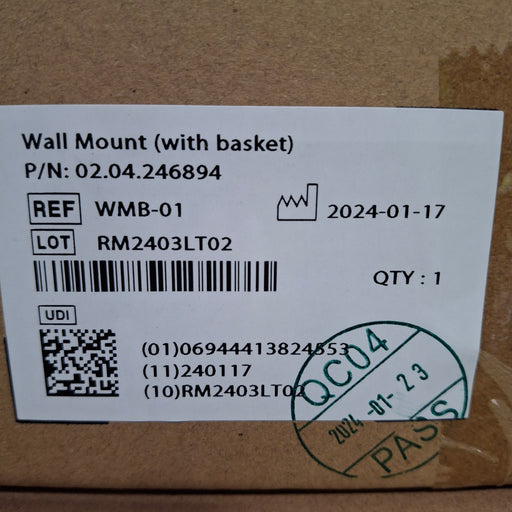 Wall Mount (with basket)
P/N: 02.04.246894
REF WMB-01 2024-01-17
LOT RM2403LT02
QTY : 1
UDI
(01)06944413824553
(11)240117
(10)RM2403LT02
QC04
2024-01-23
PASS